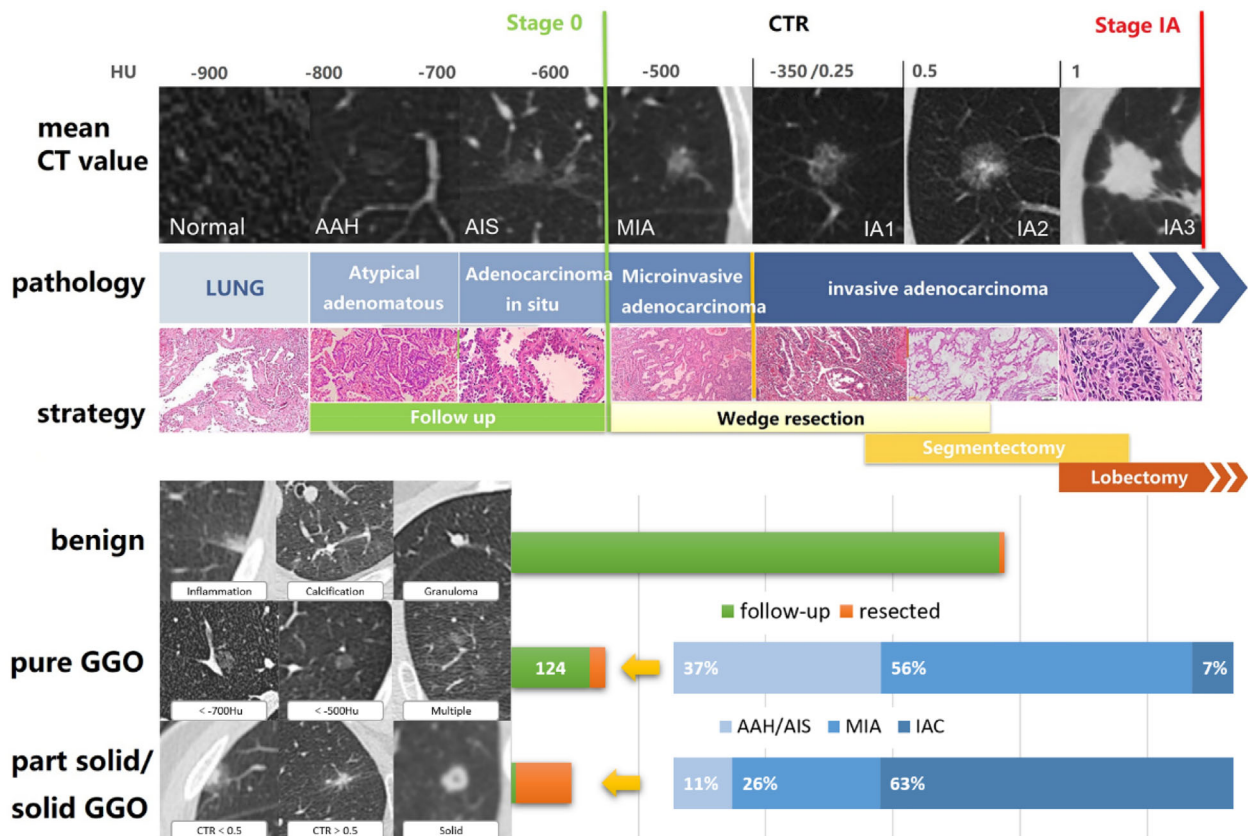 Stage 0
CTR
Stage IA
HU
-900
-800
-700
-600
-500
-350 /0.25
0.5
1
mean
CT value
Normal
AAH
AIS
MIA
IA1
IA2
IA3
pathology
LUNG
Atypical
adenomatous
Adenocarcinoma
in situ
Microinvasive
adenocarcinoma
invasive adenocarcinoma
strategy
Follow up
Wedge resection
Segmentectomy
Lobectomy
benign
Inflammation
Calcification
Granuloma
follow-up
resected
pure GGO
< -700Hu
< -500Hu
Multiple
124
37%
56%
7%
AAH/AIS
MIA
IAC
part solid/
solid GGO
CTR < 0.5
CTR > 0.5
Solid
11%
26%
63%